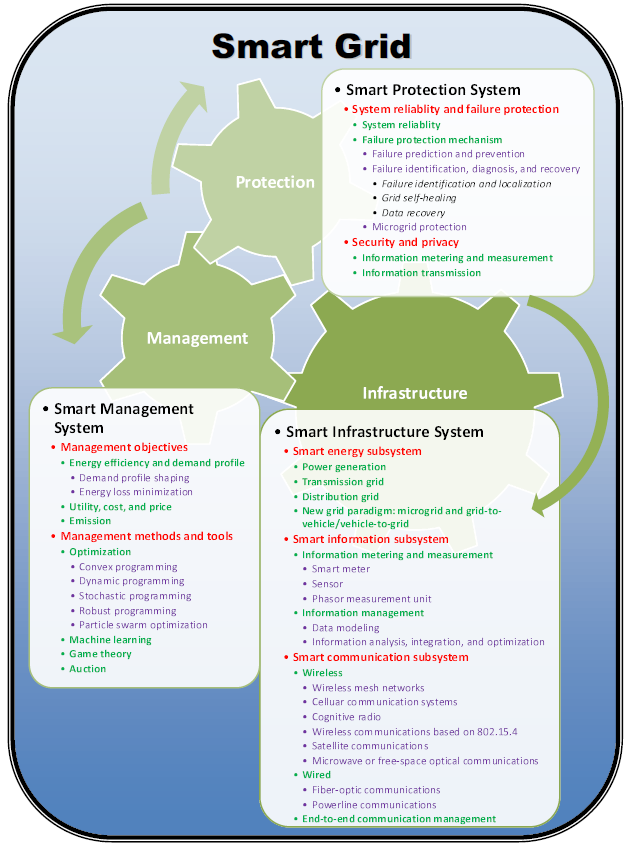 Smart Grid
• Smart Protection System
• System reliablity and failure protection
• System reliablity
• Failure protection mechanism
• Failure prediction and prevention
• Failure identification, diagnosis, and recovery
• Failure identification and localization
• Grid self-healing
• Data recovery
• Microgrid protection
• Security and privacy
• Information metering and measurement
• Information transmission
Protection
Management
Infrastructure
• Smart Management
System
• Management objectives
• Energy efficiency and demand profile
• Demand profile shaping
• Energy loss minimization
• Utility, cost, and price
• Emission
• Management methods and tools
• Optimization
• Convex programming
• Dynamic programming
• Stochastic programming
• Robust programming
• Particle swarm optimization
• Machine learning
• Game theory
• Auction
• Smart Infrastructure System
• Smart energy subsystem
• Power generation
• Transmission grid
• Distribution grid
• New grid paradigm: microgrid and grid-to-
vehicle/vehicle-to-grid
• Smart information subsystem
• Information metering and measurement
• Smart meter
• Sensor
• Phasor measurement unit
• Information management
• Data modeling
• Information analysis, integration, and optimization
• Smart communication subsystem
• Wireless
• Wireless mesh networks
• Celluar communication systems
• Cognitive radio
• Wireless communications based on 802.15.4
• Satellite communications
• Microwave or free-space optical communications
• Wired
• Fiber-optic communications
• Powerline communications
• End-to-end communication management